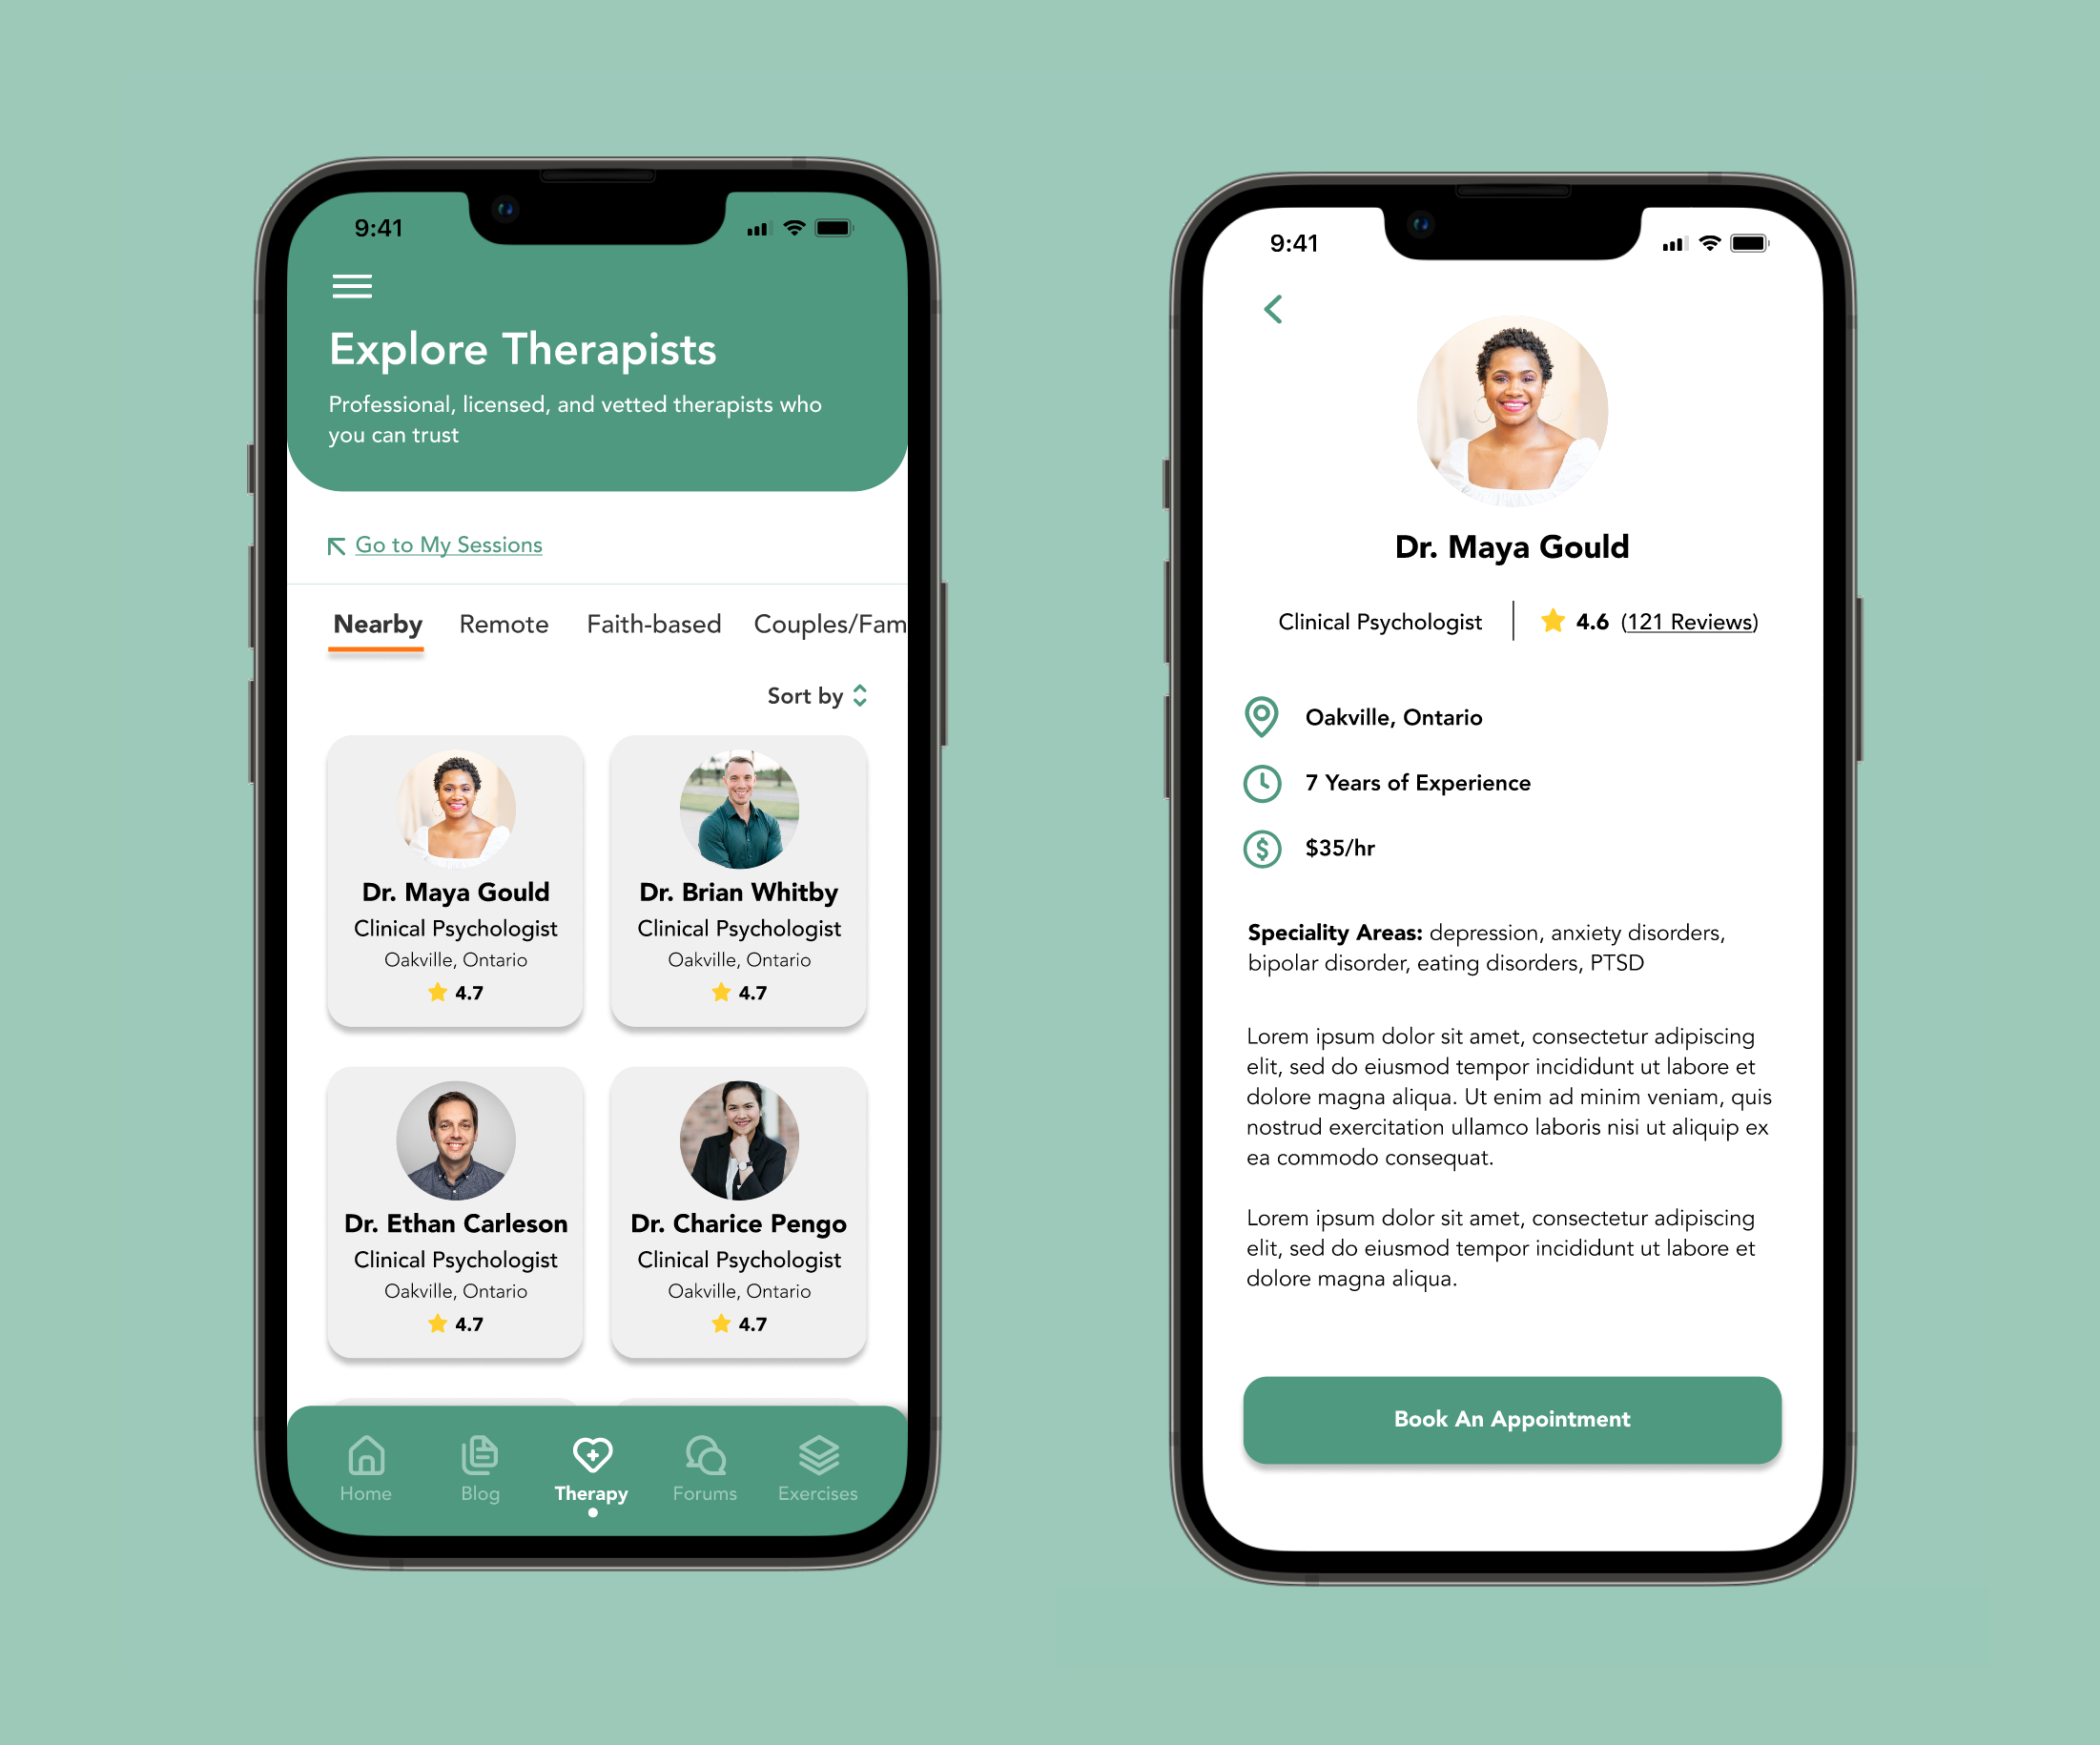 9:41
Explore Therapists
Professional, licensed, and vetted therapists who
you can trust
Go to My Sessions
Nearby Remote Faith-based Couples/Fam
Sort by
Dr. Maya Gould
Clinical Psychologist
Oakville, Ontario
4.7
Dr. Brian Whitby
Clinical Psychologist
Oakville, Ontario
4.7
Dr. Ethan Carleson
Clinical Psychologist
Oakville, Ontario
4.7
Dr. Charice Pengo
Clinical Psychologist
Oakville, Ontario
4.7
Home Blog Therapy Forums Exercises
9:41
Dr. Maya Gould
Clinical Psychologist 4.6 (121 Reviews)
Oakville, Ontario
7 Years of Experience
$35/hr
Speciality Areas: depression, anxiety disorders,
bipolar disorder, eating disorders, PTSD
Lorem ipsum dolor sit amet, consectetur adipiscing
elit, sed do eiusmod tempor incididunt ut labore et
dolore magna aliqua. Ut enim ad minim veniam, quis
nostrud exercitation ullamco laboris nisi ut aliquip ex
ea commodo consequat.
Lorem ipsum dolor sit amet, consectetur adipiscing
elit, sed do eiusmod tempor incididunt ut labore et
dolore magna aliqua.
Book An Appointment